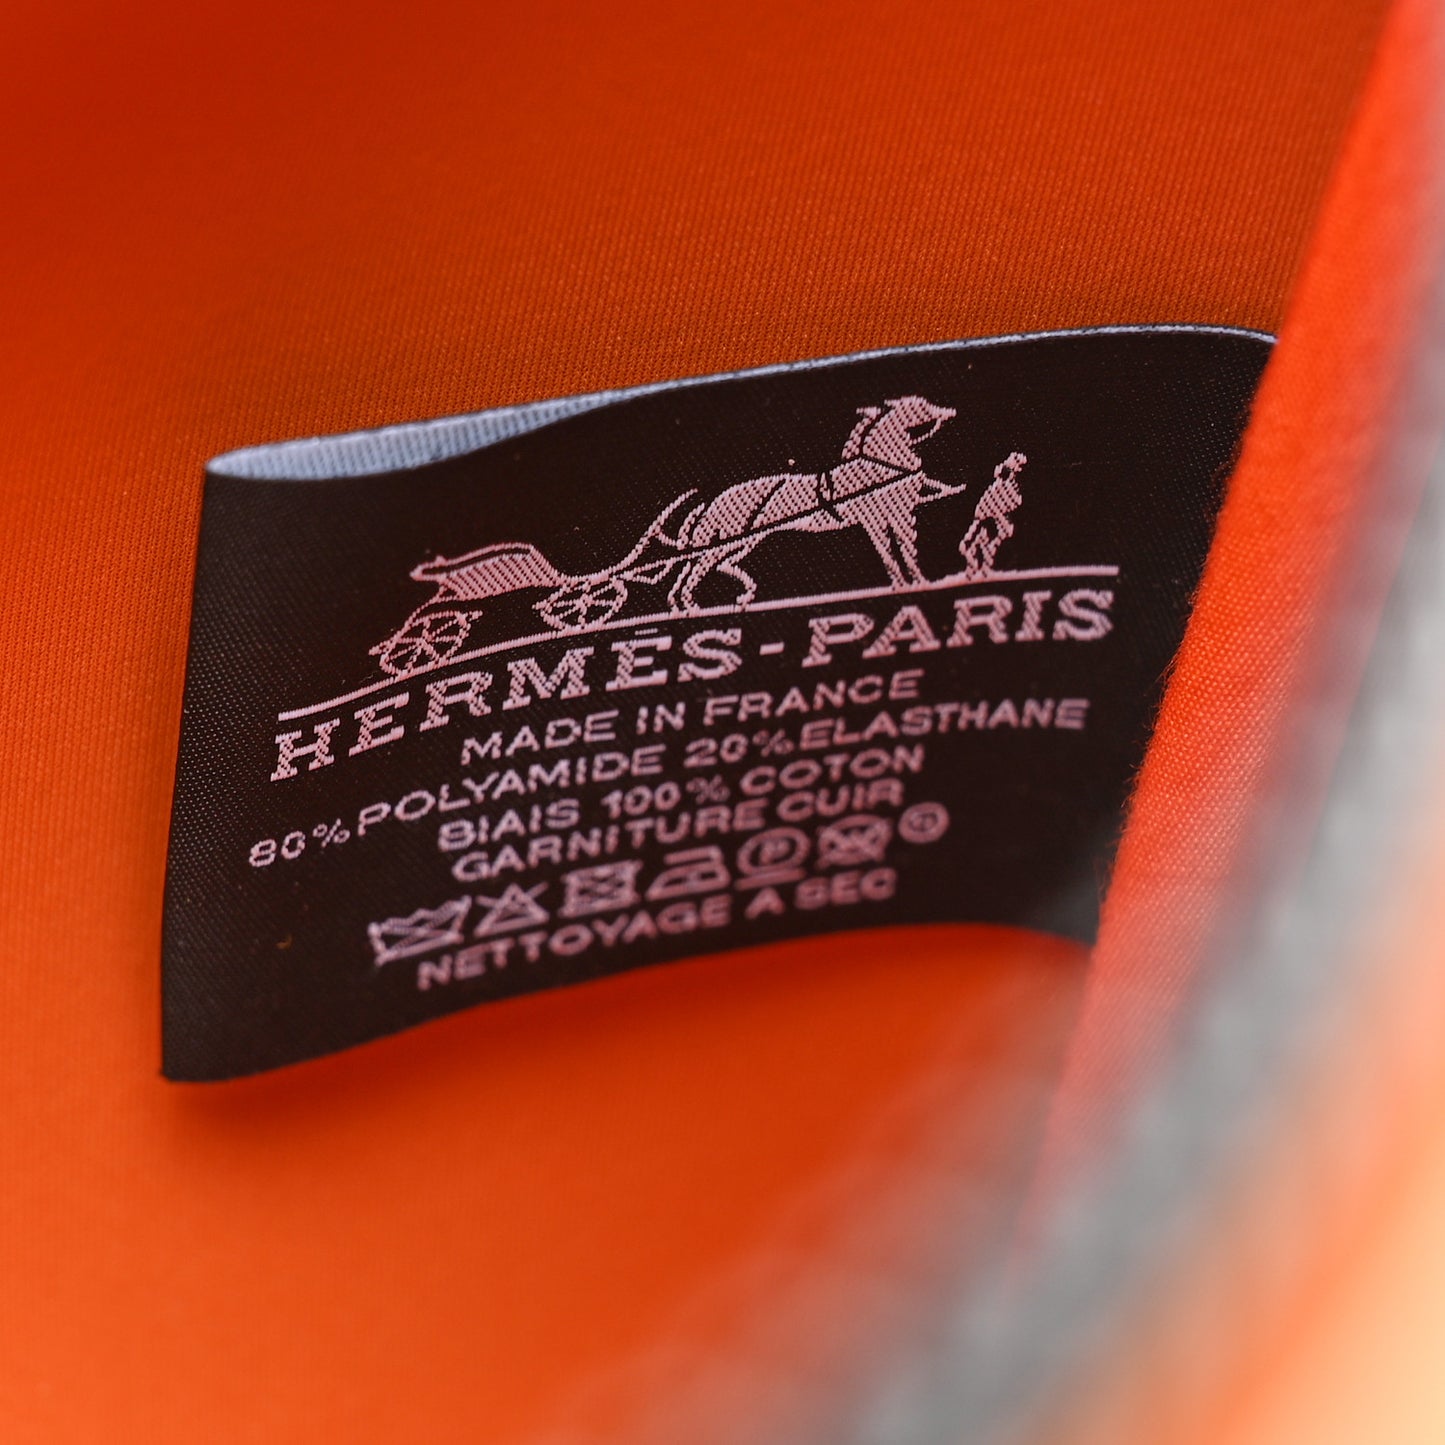 HERMÈS-PARIS
MADE IN FRANCE
80% POLYAMIDE 20% ELASTHANE
BIAIS 100% COTON
GARNITURE CUIR
P
NETTOYAGE A SEC